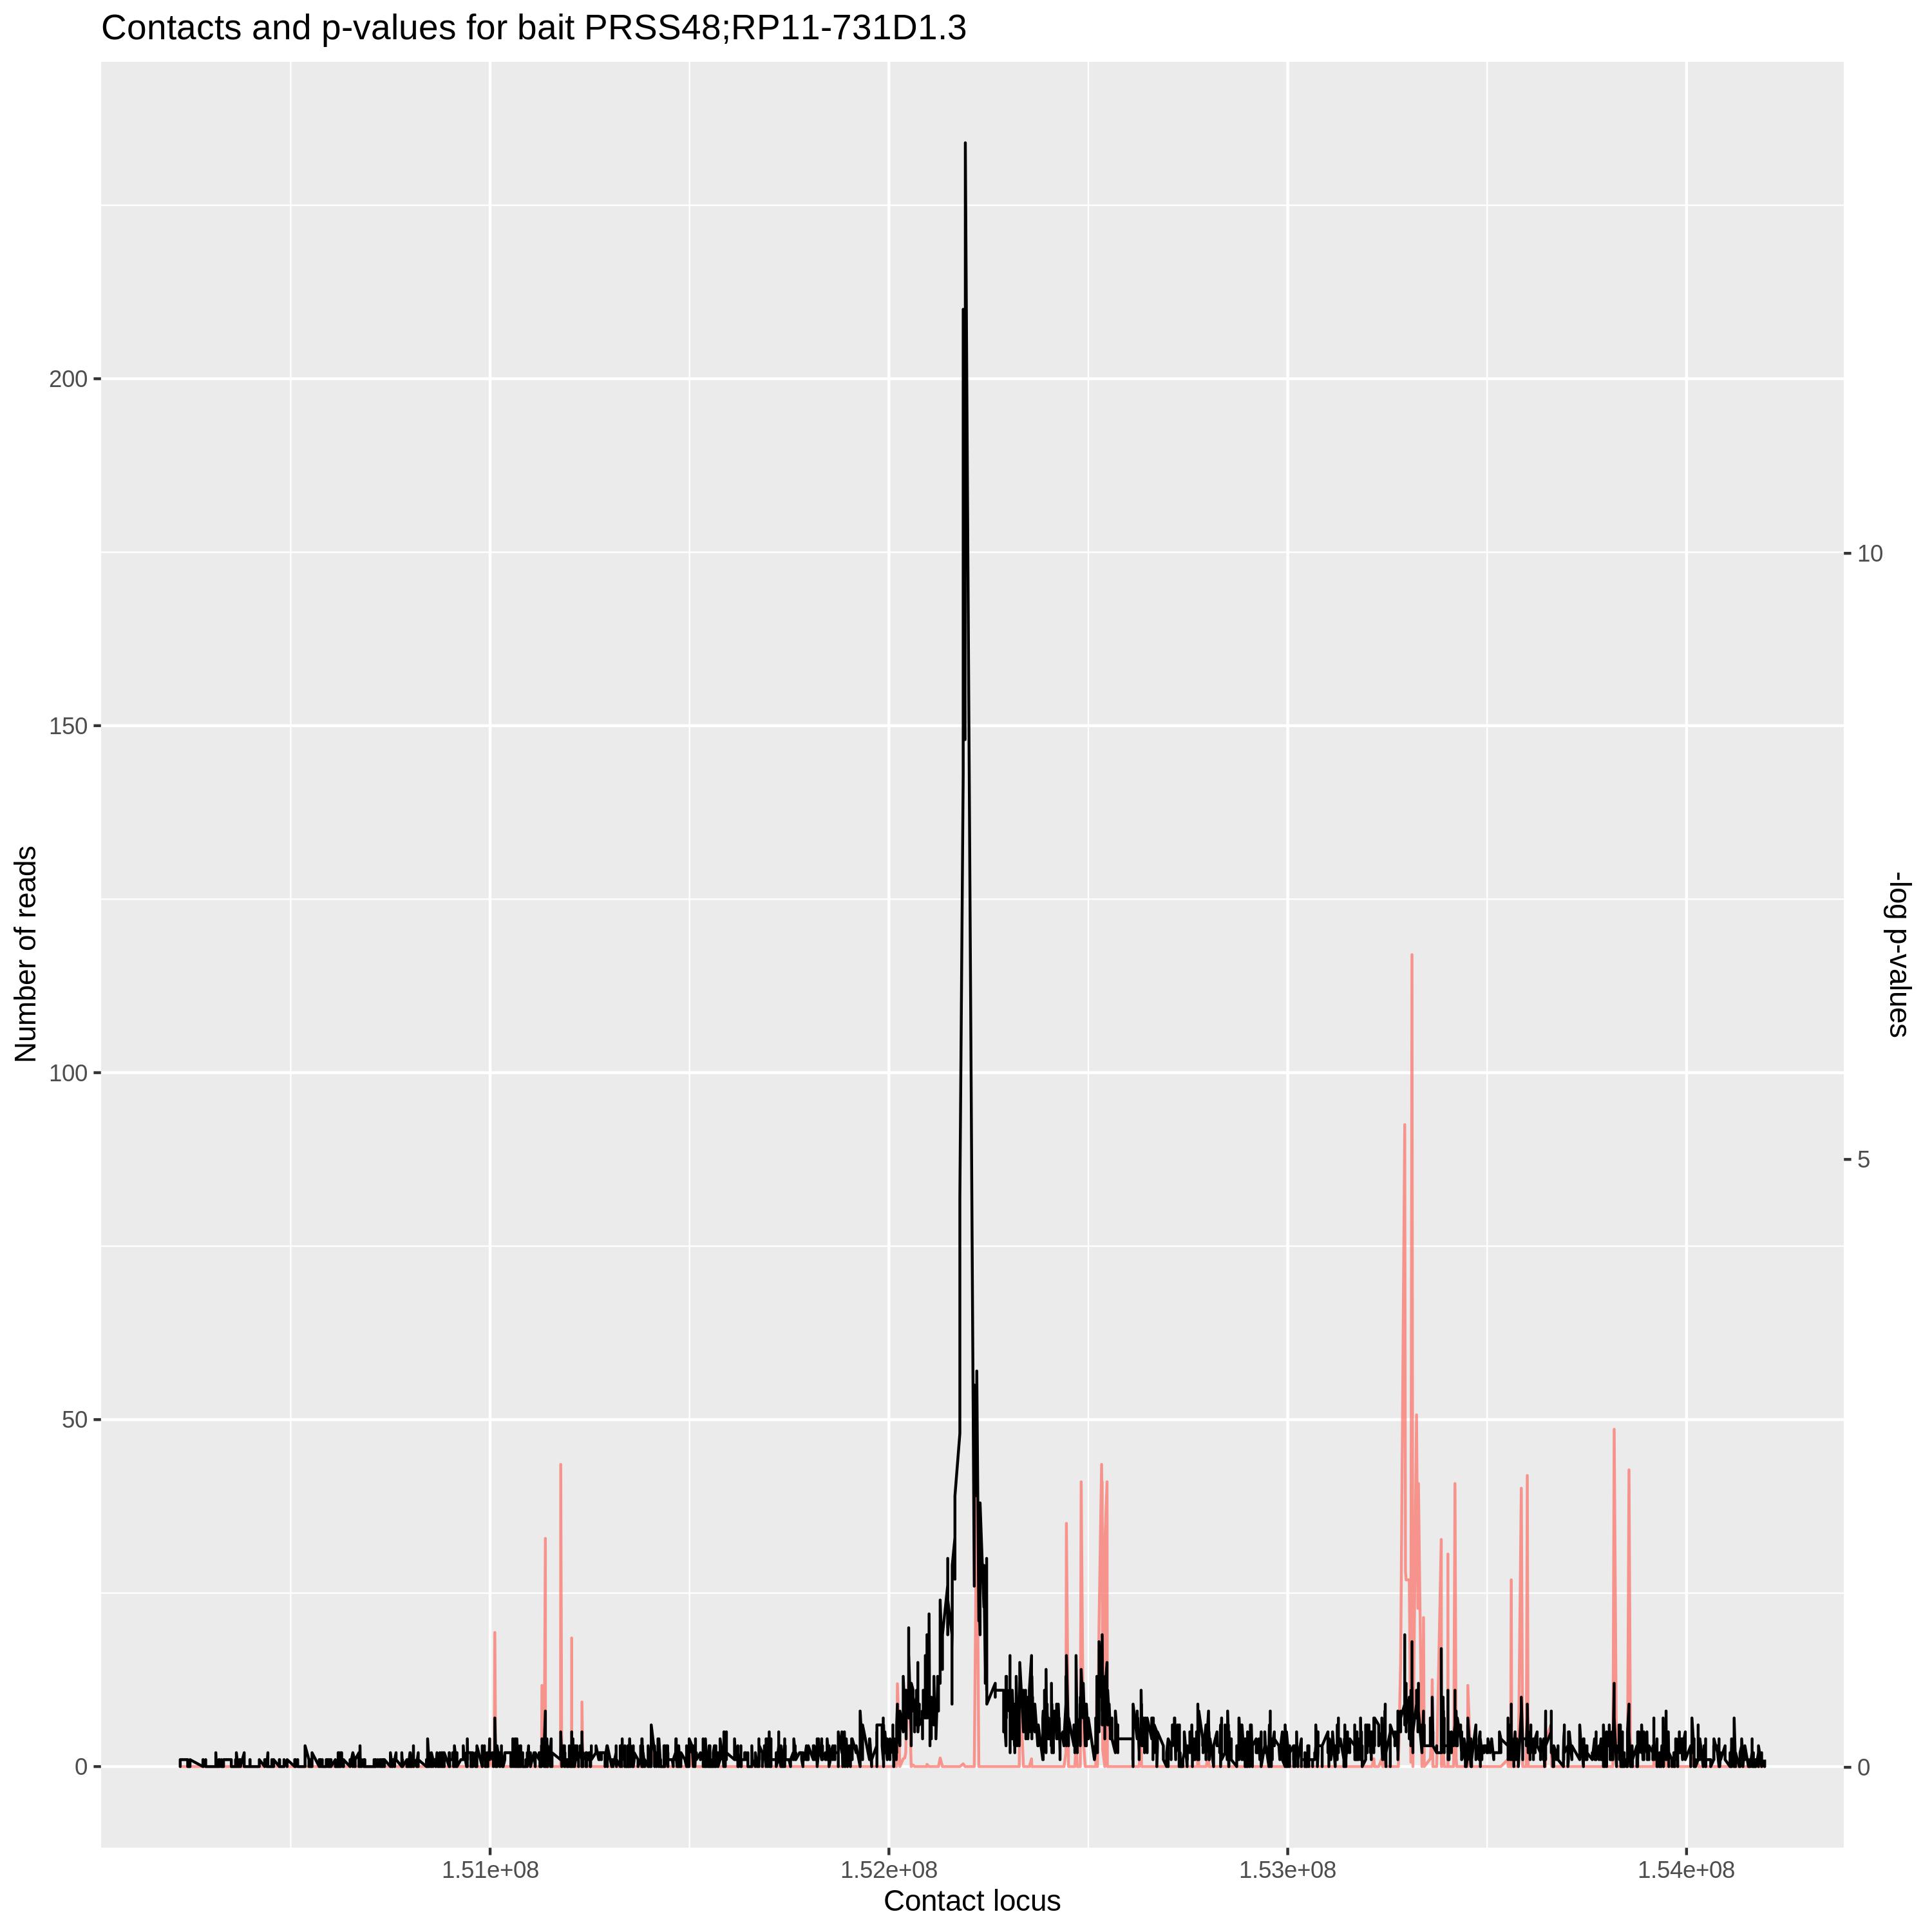 Contacts and p-values for bait PRSS48;RP11-731D1.3
Number of reads
200
150
100
50
0
10
5
0
-log p-values
1.51e+08
1.52e+08
1.53e+08
1.54e+08
Contact locus